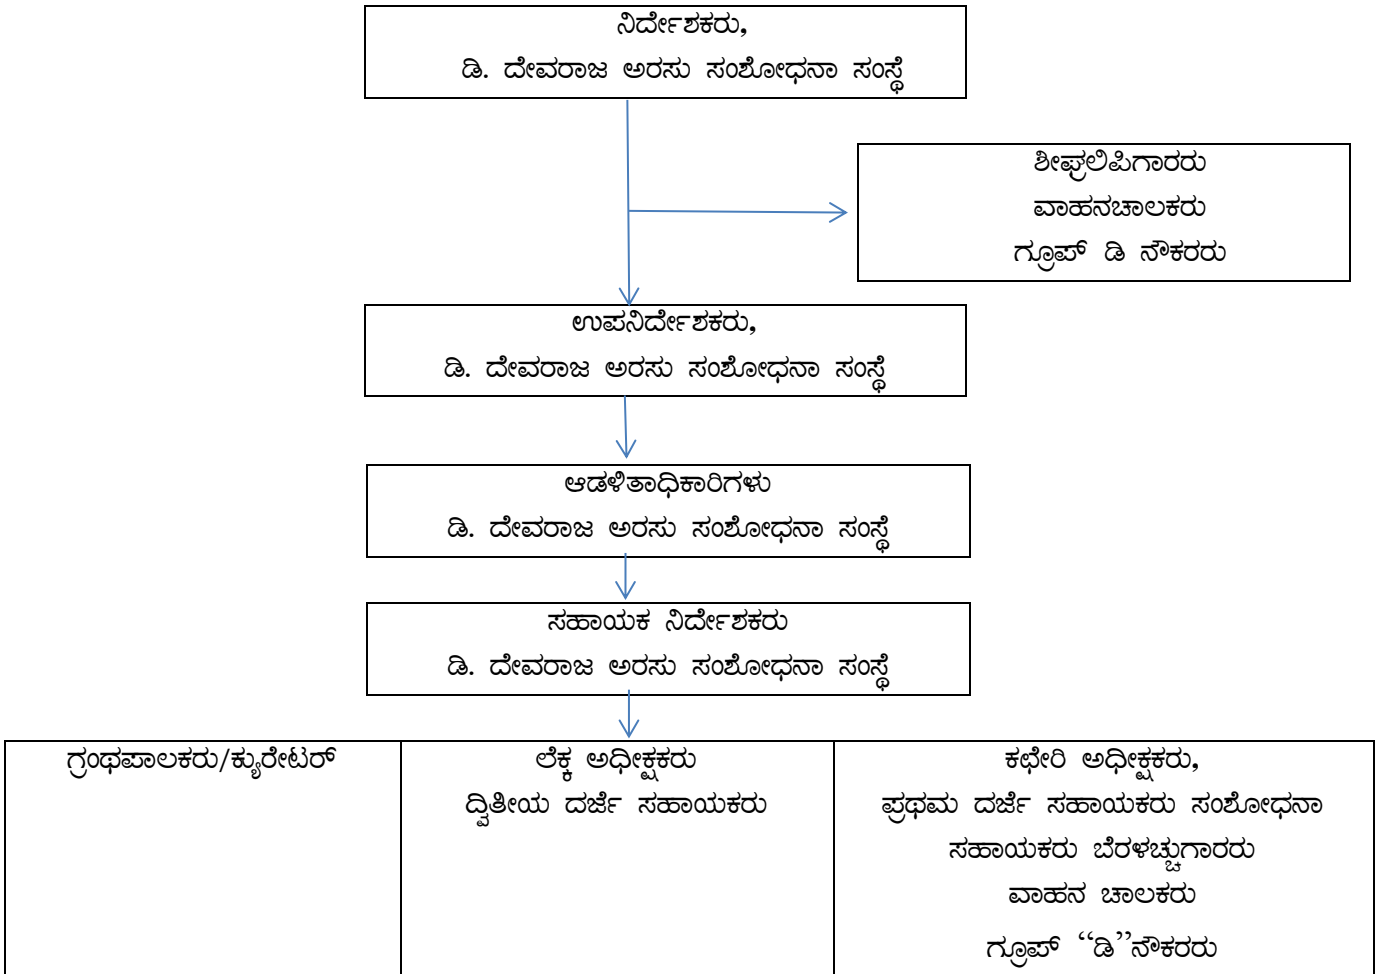 ನಿರ್ದೇಶಕರು,
ಡಿ. ದೇವರಾಜ ಅರಸು ಸಂಶೋಧನಾ ಸಂಸ್ಥೆ
ಶೀಘ್ರಲಿಪಿಗಾರರು
ವಾಹನಚಾಲಕರು
ಗ್ರೂಪ್ ಡಿ ನೌಕರರು
ಉಪನಿರ್ದೇಶಕರು,
ಡಿ. ದೇವರಾಜ ಅರಸು ಸಂಶೋಧನಾ ಸಂಸ್ಥೆ
ಆಡಳಿತಾಧಿಕಾರಿಗಳು
ಡಿ. ದೇವರಾಜ ಅರಸು ಸಂಶೋಧನಾ ಸಂಸ್ಥೆ
ಸಹಾಯಕ ನಿರ್ದೇಶಕರು
ಡಿ. ದೇವರಾಜ ಅರಸು ಸಂಶೋಧನಾ ಸಂಸ್ಥೆ
ಗ್ರಂಥಪಾಲಕರು/ಕ್ಯುರೇಟರ್
ಲೆಕ್ಕ ಅಧೀಕ್ಷಕರು
ದ್ವಿತೀಯ ದರ್ಜೆ ಸಹಾಯಕರು
ಕಛೇರಿ ಅಧೀಕ್ಷಕರು,
ಪ್ರಥಮ ದರ್ಜೆ ಸಹಾಯಕರು ಸಂಶೋಧನಾ
ಸಹಾಯಕರು ಬೆರಳಚ್ಚುಗಾರರು
ವಾಹನ ಚಾಲಕರು
ಗ್ರೂಪ್ “ಡಿ”ನೌಕರರು